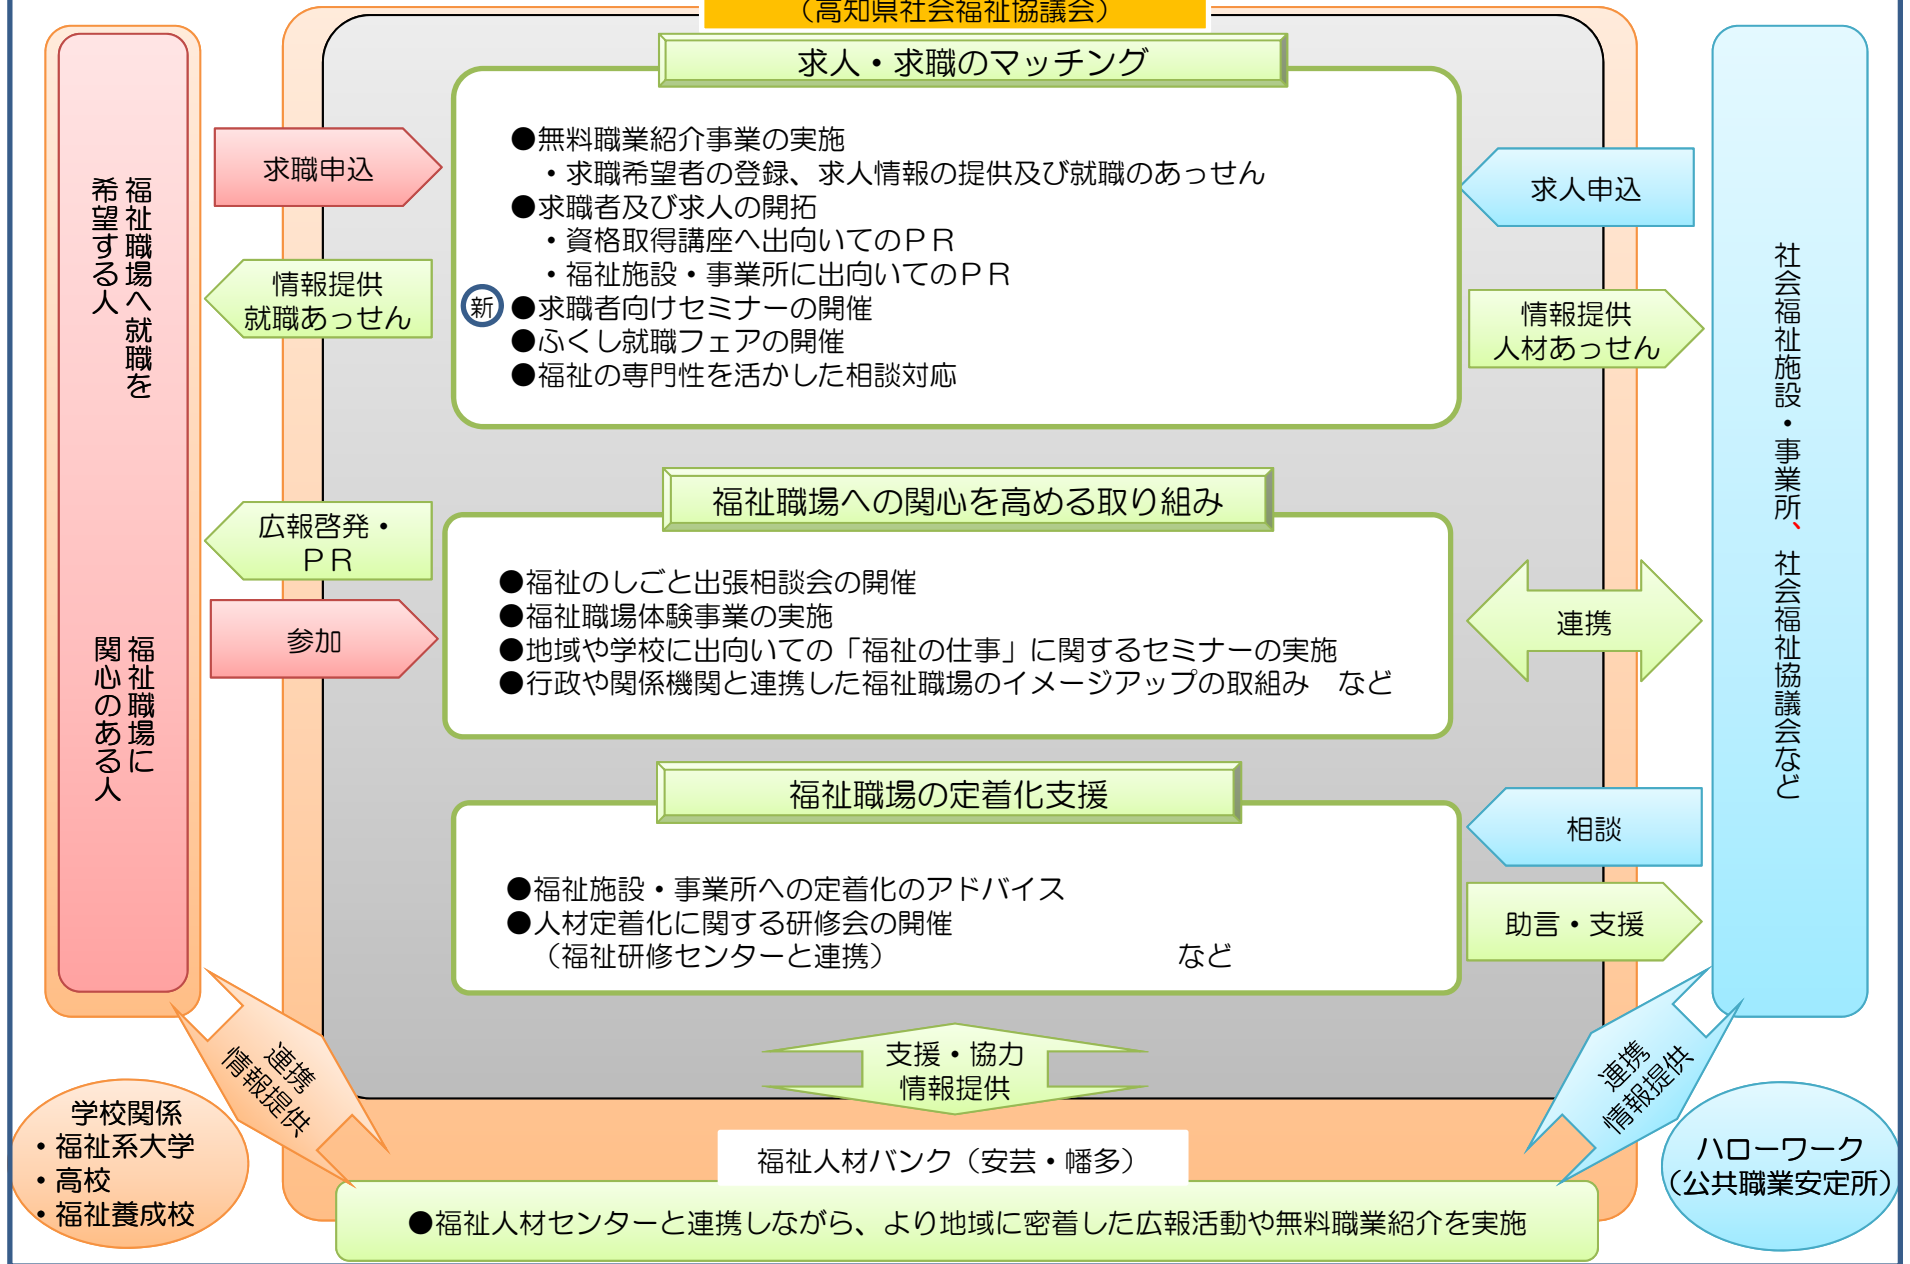 （高知県社会福祉協議会）
求人・求職のマッチング
●無料職業紹介事業の実施
・求職希望者の登録、求人情報の提供及び就職のあっせん
●求職者及び求人の開拓
・資格取得講座へ出向いてのＰＲ
・福祉施設・事業所に出向いてのＰＲ
新 ●求職者向けセミナーの開催
●ふくし就職フェアの開催
●福祉の専門性を活かした相談対応
求職申込
情報提供
就職あっせん
求人申込
情報提供
人材あっせん
福祉職場へ就職を
希望する人
福祉職場に
関心のある人
社会福祉施設・事業所、社会福祉協議会など
福祉職場への関心を高める取り組み
●福祉のしごと出張相談会の開催
●福祉職場体験事業の実施
●地域や学校に出向いての「福祉の仕事」に関するセミナーの実施
●行政や関係機関と連携した福祉職場のイメージアップの取組み　など
広報啓発・
ＰＲ
参加
連携
福祉職場の定着化支援
●福祉施設・事業所への定着化のアドバイス
●人材定着化に関する研修会の開催
（福祉研修センターと連携）　など
相談
助言・支援
連携
情報提供
支援・協力
情報提供
連携
情報提供
学校関係
・福祉系大学
・高校
・福祉養成校
福祉人材バンク（安芸・幡多）
●福祉人材センターと連携しながら、より地域に密着した広報活動や無料職業紹介を実施
ハローワーク
（公共職業安定所）